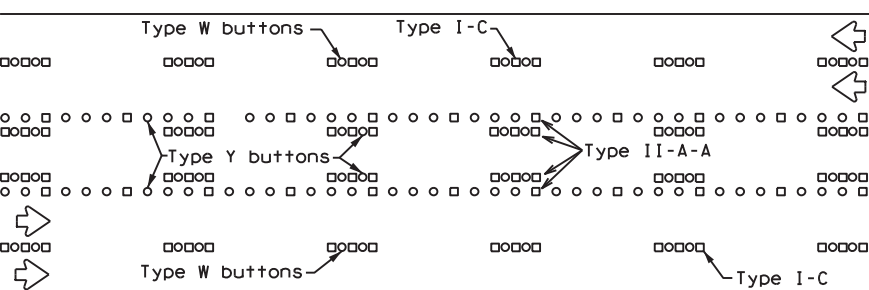 Type W buttons
Type I-C
Type Y buttons
Type II-A-A
Type W buttons
Type I-C